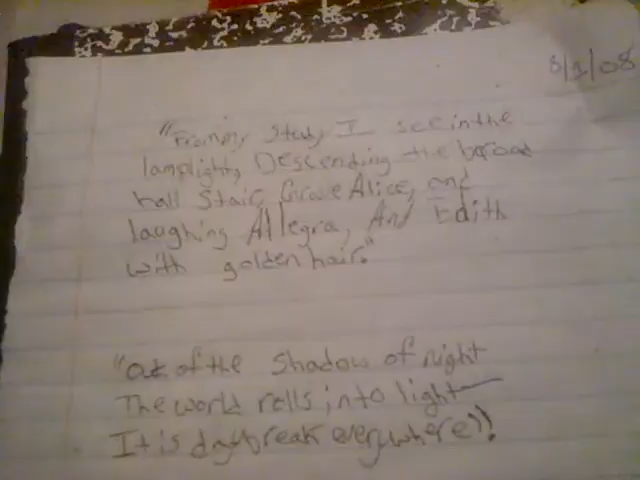 8/1/08
"From my Study I see in the
lamplight, Descending the broad
hall Stair, Grave Alice, and
laughing Allegra, And Edith
with golden hair."
"Out of the Shadow of night
The world rolls into light—
It is daybreak everywhere!!